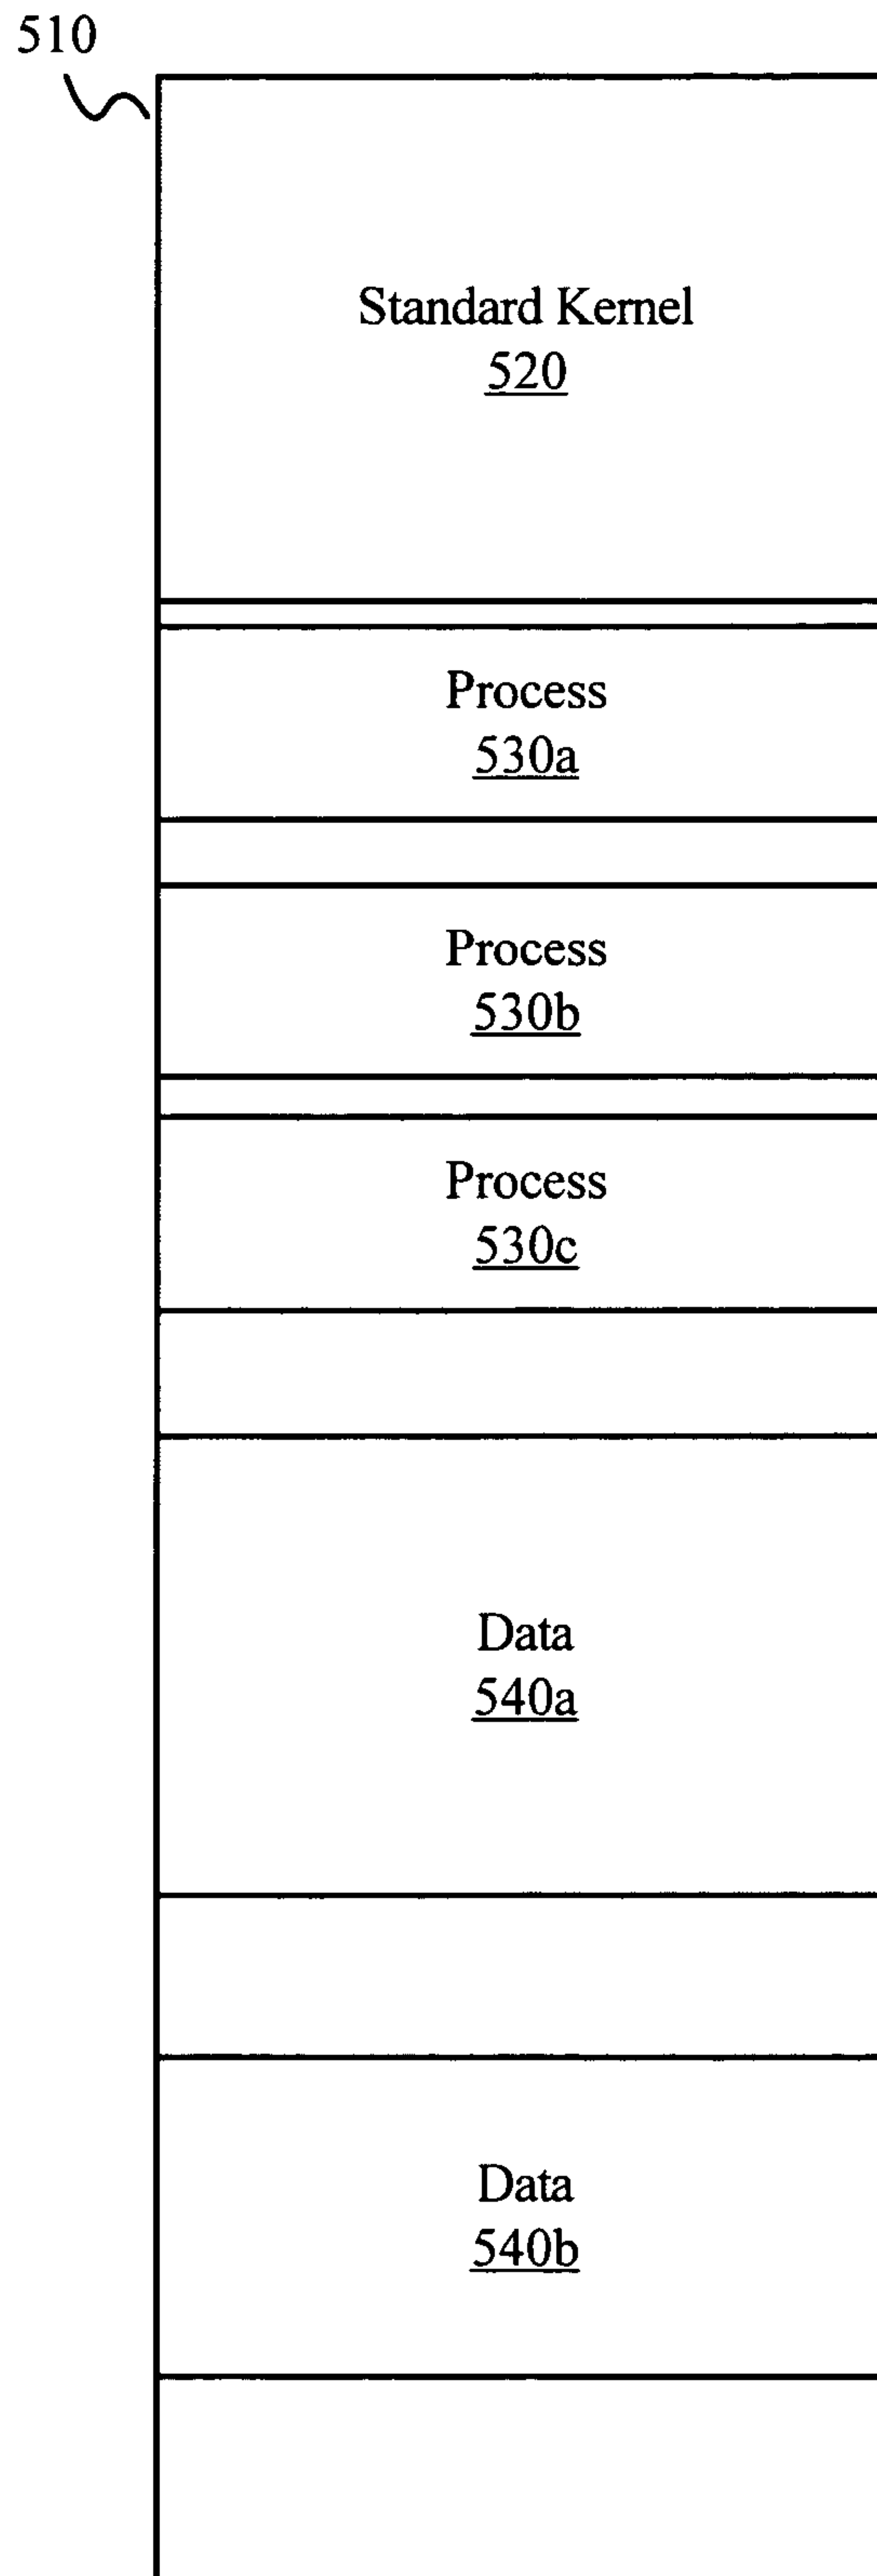 510
Standard Kernel
520
Process
530a
Process
530b
Process
530c
Data
540a
Data
540b